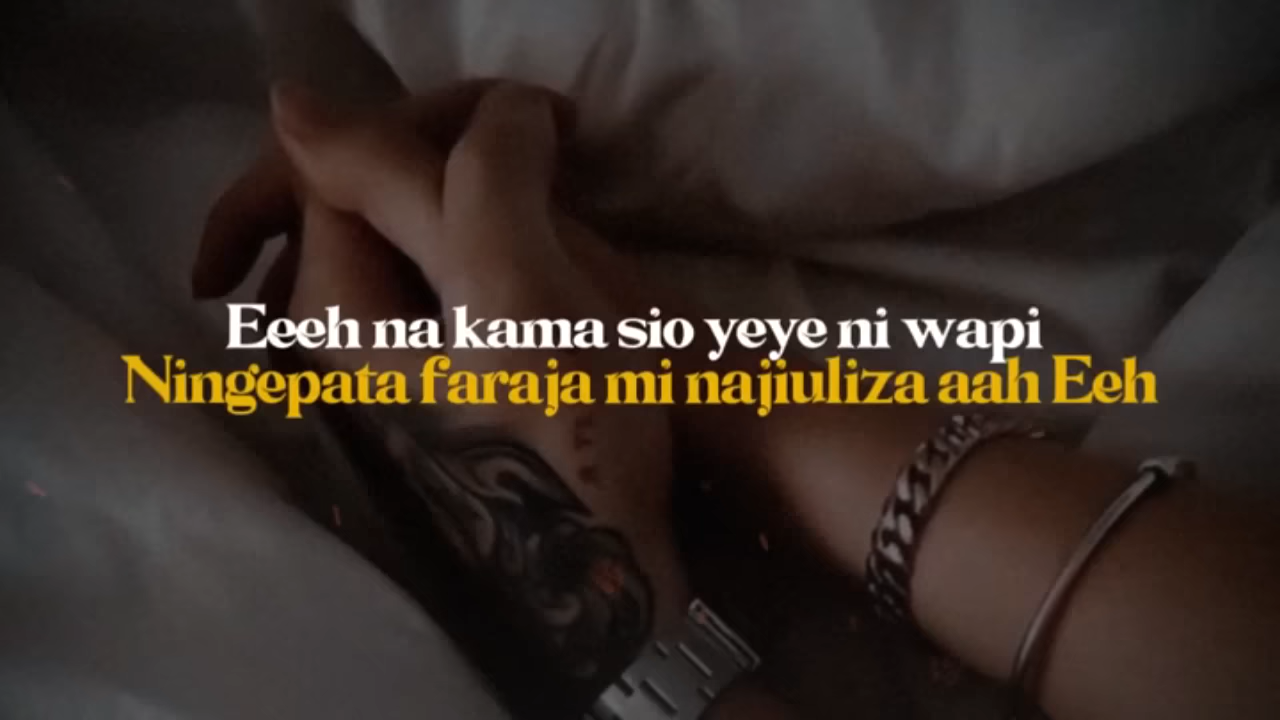 Eeeh na kama sio yeye ni wapi
Ningepata faraja mi najiuliza aah Eeh